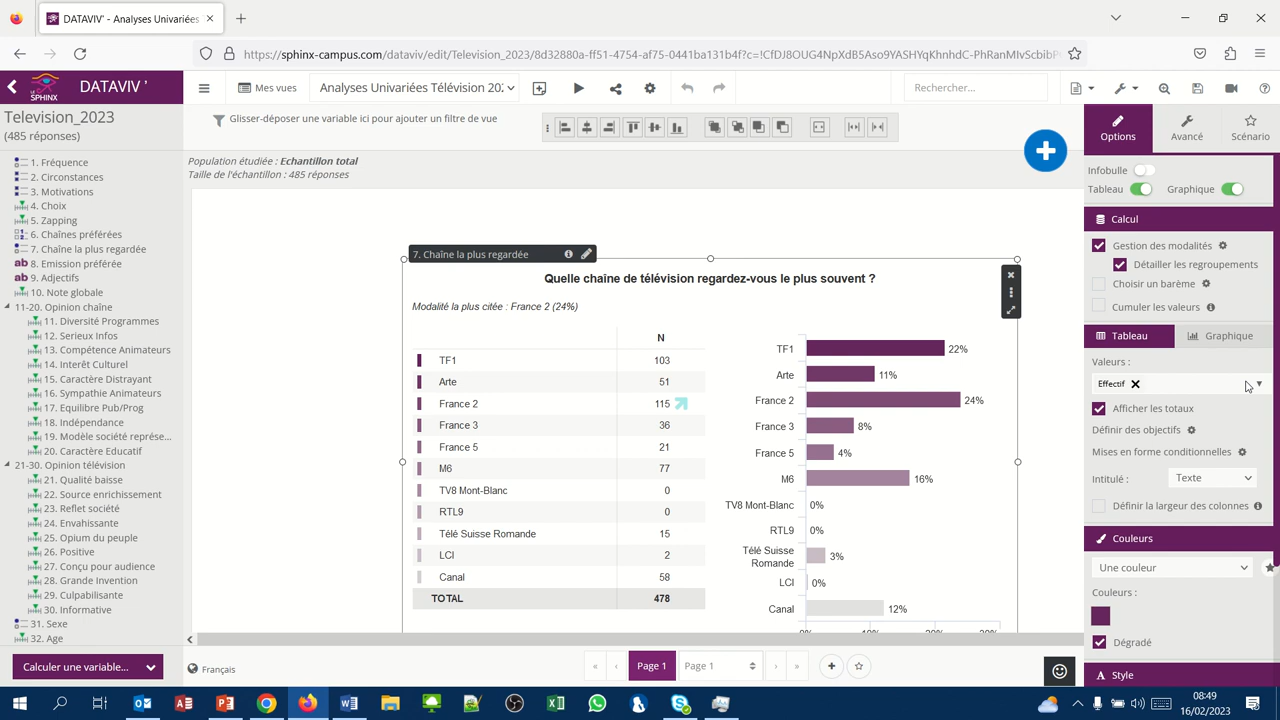 DATAVIV' - Analyses Univariées
https://sphinx-campus.com/dataviv/edit/Television_2023/8d32880a-ff51-4754-af75-0441ba131b4f?c=!CfDJ8OUG4NpXdB5Aso9YASHYqKhnhdC-PhRanMIvScbibP
LE SPHINX
DATAVIV '
Mes vues
Analyses Univariées Télévision 202
Rechercher...
Television_2023
(485 réponses)
Glisser-déposer une variable ici pour ajouter un filtre de vue
Options
Avancé
Scénario
Population étudiée : Echantillon total
Taille de l'échantillon : 485 réponses
1. Fréquence
2. Circonstances
3. Motivations
4. Choix
5. Zapping
6. Chaînes préférées
7. Chaîne la plus regardée
8. Emission préférée
9. Adjectifs
10. Note globale
11-20. Opinion chaîne
11. Diversité Programmes
12. Serieux Infos
13. Compétence Animateurs
14. Interêt Culturel
15. Caractère Distrayant
16. Sympathie Animateurs
17. Equilibre Pub/Prog
18. Indépendance
19. Modèle société représe...
20. Caractère Educatif
21-30. Opinion télévision
21. Qualité baisse
22. Source enrichissement
23. Reflet société
24. Envahissante
25. Opium du peuple
26. Positive
27. Conçu pour audience
28. Grande Invention
29. Culpabilisante
30. Informative
31. Sexe
32. Age
Calculer une variable...
7. Chaîne la plus regardée
Quelle chaîne de télévision regardez-vous le plus souvent ?
Modalité la plus citée : France 2 (24%)
N
TF1 103
Arte 51
France 2 115
France 3 36
France 5 21
M6 77
TV8 Mont-Blanc 0
RTL9 0
Télé Suisse Romande 15
LCI 2
Canal 58
TOTAL 478
TF1 22%
Arte 11%
France 2 24%
France 3 8%
France 5 4%
M6 16%
TV8 Mont-Blanc 0%
RTL9 0%
Télé Suisse
Romande 3%
LCI 0%
Canal 12%
Infobulle
Tableau
Graphique
Calcul
Gestion des modalités
Détailler les regroupements
Choisir un barème
Cumuler les valeurs
Tableau
Graphique
Valeurs :
Effectif
Afficher les totaux
Définir des objectifs
Mises en forme conditionnelles
Intitulé :
Texte
Définir la largeur des colonnes
Couleurs
Une couleur
Couleurs :
Dégradé
Style
Français
« ‹ Page 1 Page 1 › »
08:49
16/02/2023